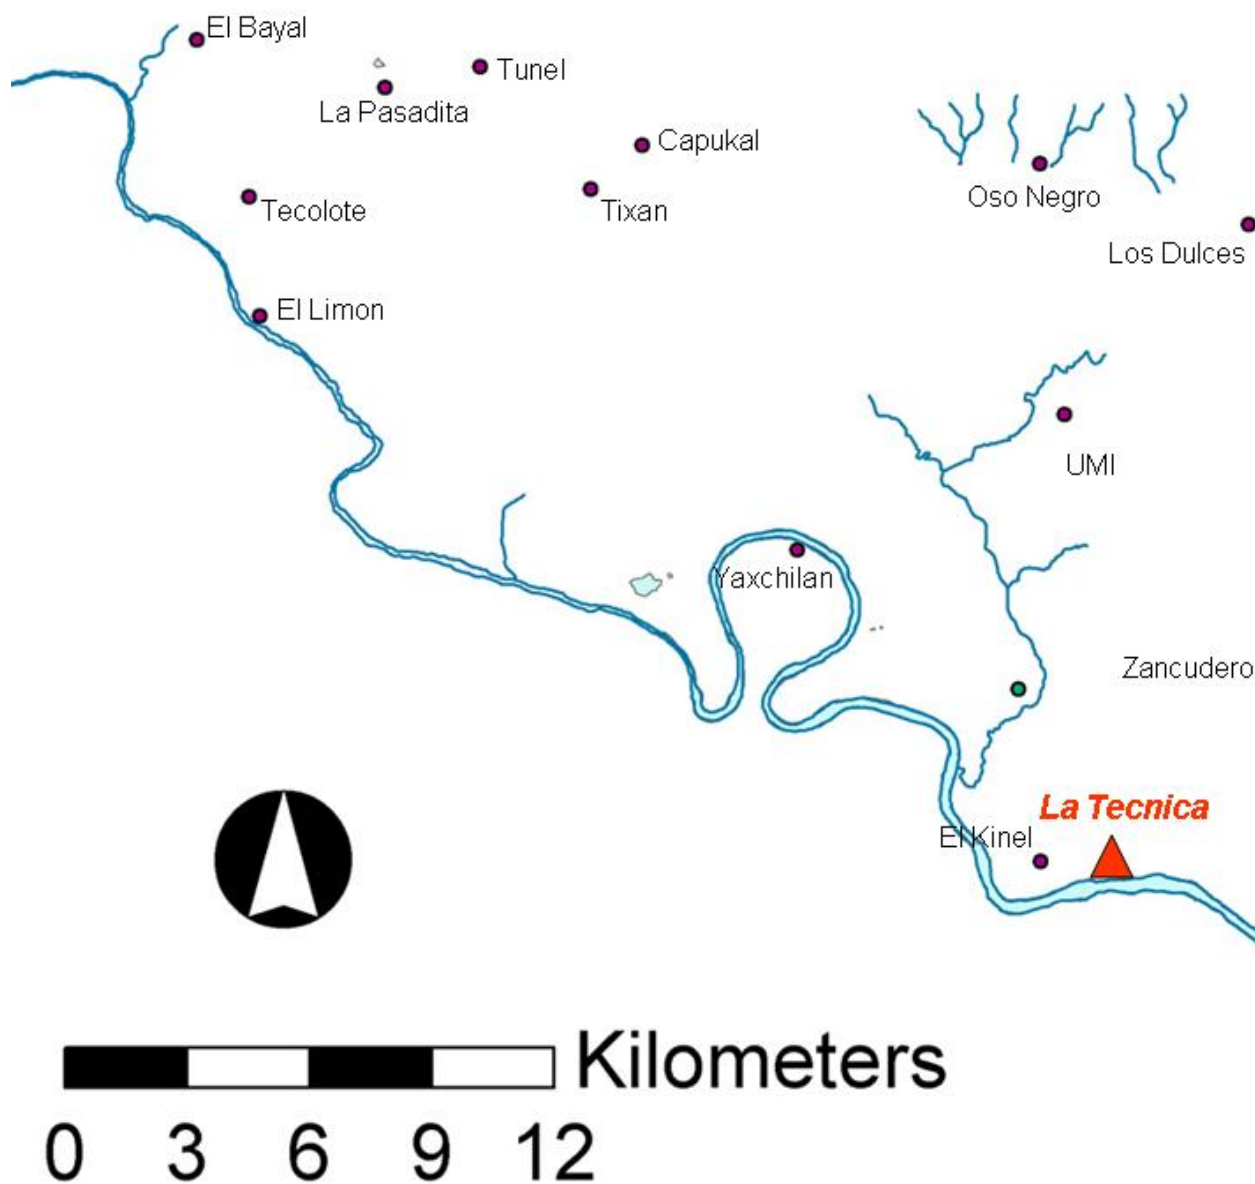 El Bayal
Tunel
La Pasadita
Capukal
Oso Negro
Tecolote
Tixan
Los Dulces
El Limon
UMI
Yaxchilan
Zancudero
La Tecnica
El Kinel
Kilometers
0 3 6 9 12